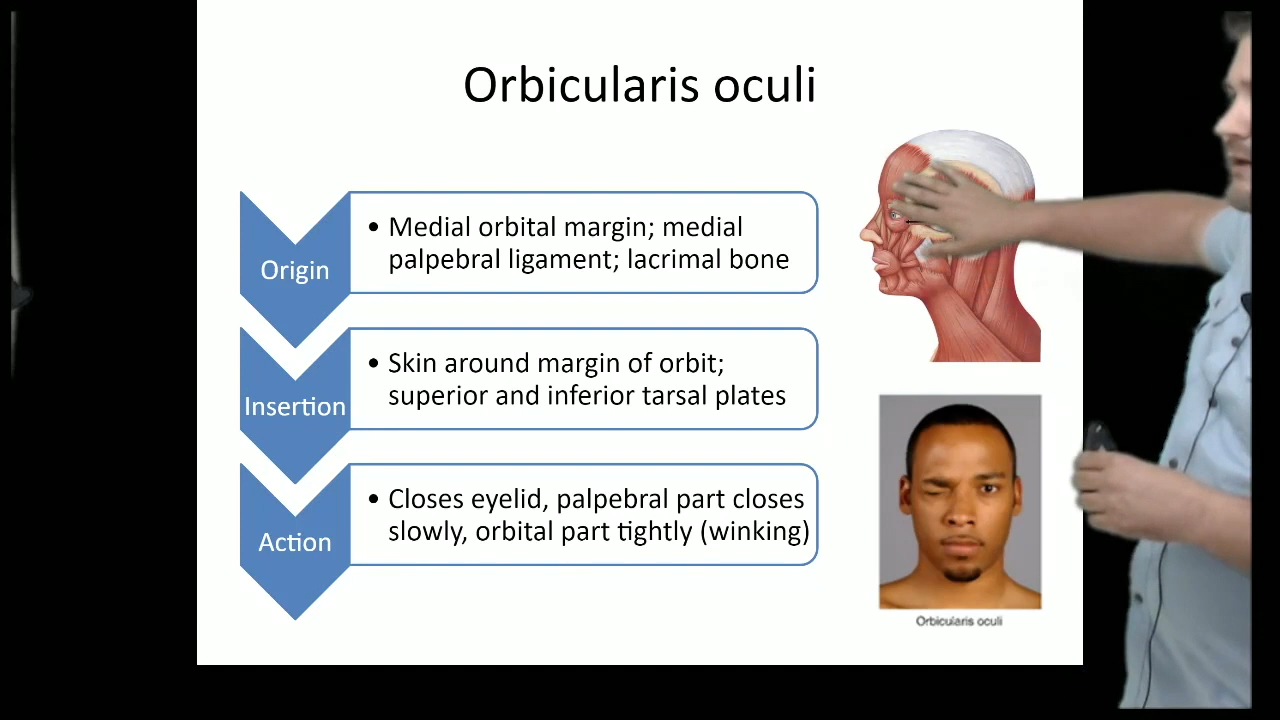 Orbicularis oculi
Origin
• Medial orbital margin; medial
palpebral ligament; lacrimal bone
Insertion
• Skin around margin of orbit;
superior and inferior tarsal plates
Action
• Closes eyelid, palpebral part closes
slowly, orbital part tightly (winking)
Orbicularis oculi